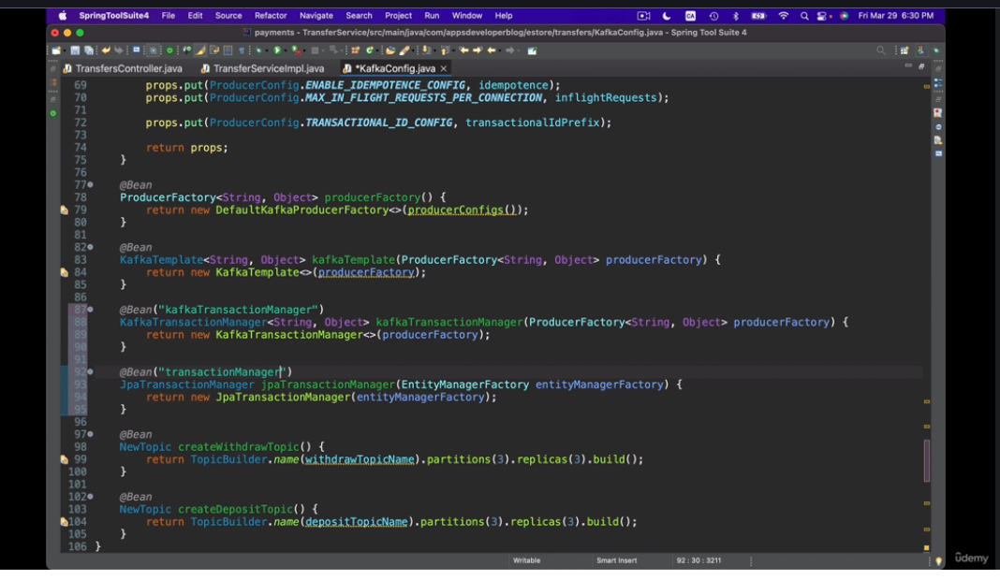 SpringToolSuite4 File Edit Source Refactor Navigate Search Project Run Window Help CA Fri Mar 29 6:30 PM
payments - TransferService/src/main/java/com/appsdeveloperblog/estore/transfers/KafkaConfig.java - Spring Tool Suite 4
TransfersController.java TransferServiceImpl.java *KafkaConfig.java ×
69 props.put(ProducerConfig.ENABLE_IDEMPOTENCE_CONFIG, idempotence);
70 props.put(ProducerConfig.MAX_IN_FLIGHT_REQUESTS_PER_CONNECTION, inflightRequests);
71
72 props.put(ProducerConfig.TRANSACTIONAL_ID_CONFIG, transactionalIdPrefix);
73
74 return props;
75 }
76
77 @Bean
78 ProducerFactory<String, Object> producerFactory() {
79 return new DefaultKafkaProducerFactory<>(producerConfigs());
80 }
81
82 @Bean
83 KafkaTemplate<String, Object> kafkaTemplate(ProducerFactory<String, Object> producerFactory) {
84 return new KafkaTemplate<>(producerFactory);
85 }
86
87 @Bean("kafkaTransactionManager")
88 KafkaTransactionManager<String, Object> kafkaTransactionManager(ProducerFactory<String, Object> producerFactory) {
89 return new KafkaTransactionManager<>(producerFactory);
90 }
91
92 @Bean("transactionManager")
93 JpaTransactionManager jpaTransactionManager(EntityManagerFactory entityManagerFactory) {
94 return new JpaTransactionManager(entityManagerFactory);
95 }
96
97 @Bean
98 NewTopic createWithdrawTopic() {
99 return TopicBuilder.name(withdrawTopicName).partitions(3).replicas(3).build();
100 }
101
102 @Bean
103 NewTopic createDepositTopic() {
104 return TopicBuilder.name(depositTopicName).partitions(3).replicas(3).build();
105 }
106 }
Writable Smart Insert 92 : 30 : 3211
ûdemy